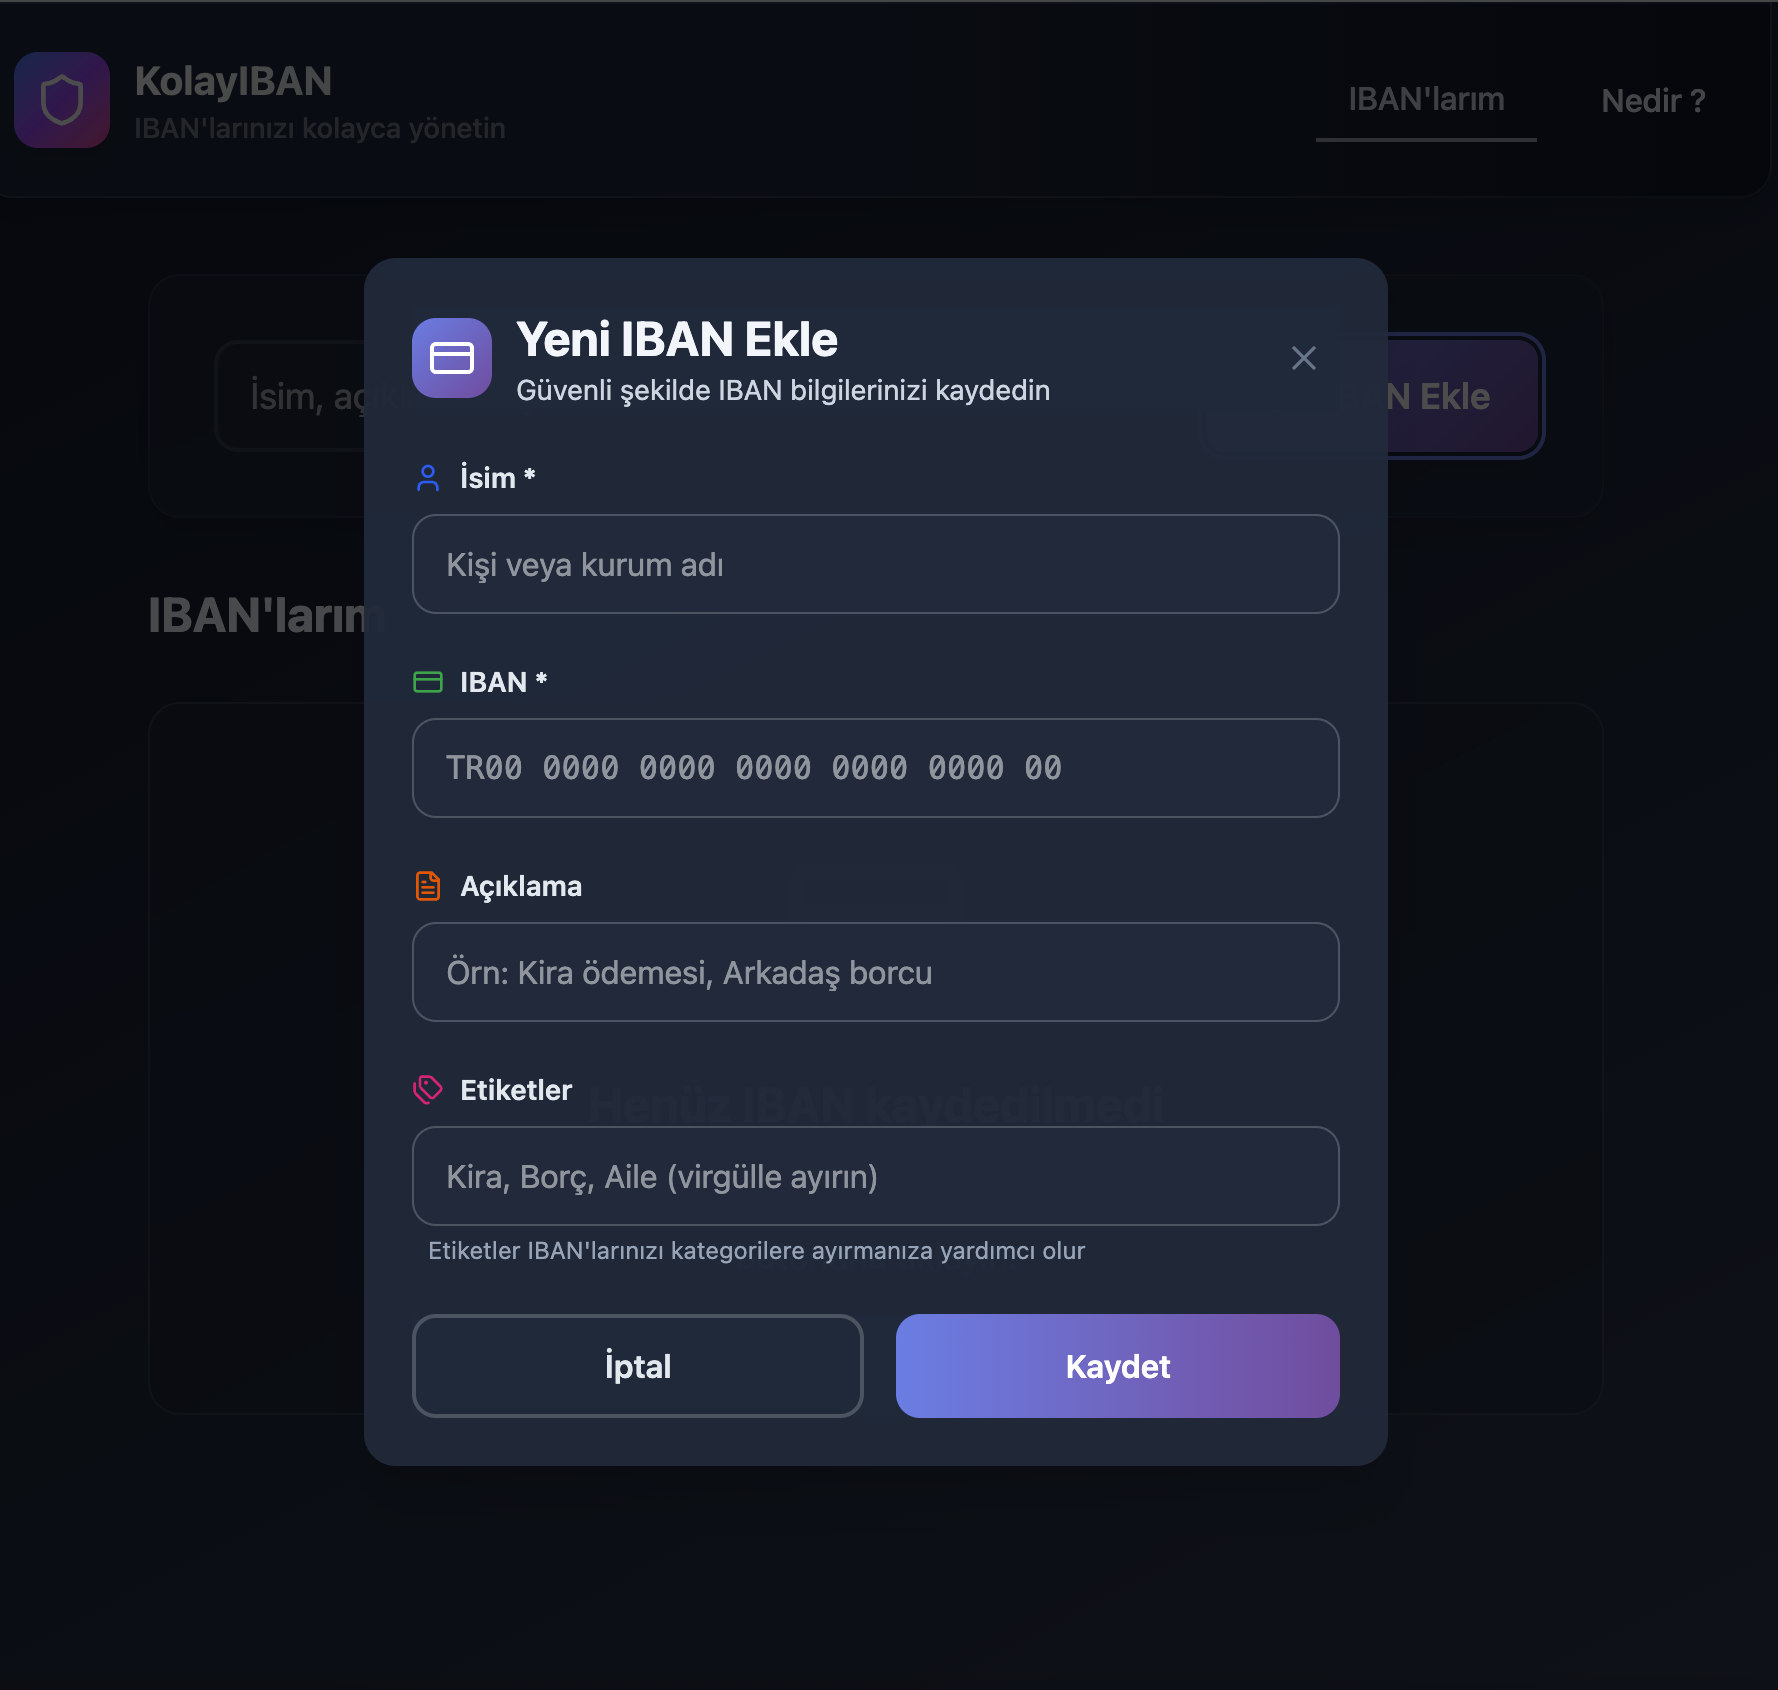 KolayIBAN
IBAN'larınızı kolayca yönetin
IBAN'larım
Nedir ?
Yeni IBAN Ekle
Güvenli şekilde IBAN bilgilerinizi kaydedin
İsim, açıkl
BAN Ekle
İsim *
Kişi veya kurum adı
IBAN'larım
IBAN *
TR00 0000 0000 0000 0000 0000 00
Açıklama
Örn: Kira ödemesi, Arkadaş borcu
Etiketler
Henüz IBAN kaydedilmedi
Kira, Borç, Aile (virgülle ayırın)
Etiketler IBAN'larınızı kategorilere ayırmanıza yardımcı olur
İptal
Kaydet